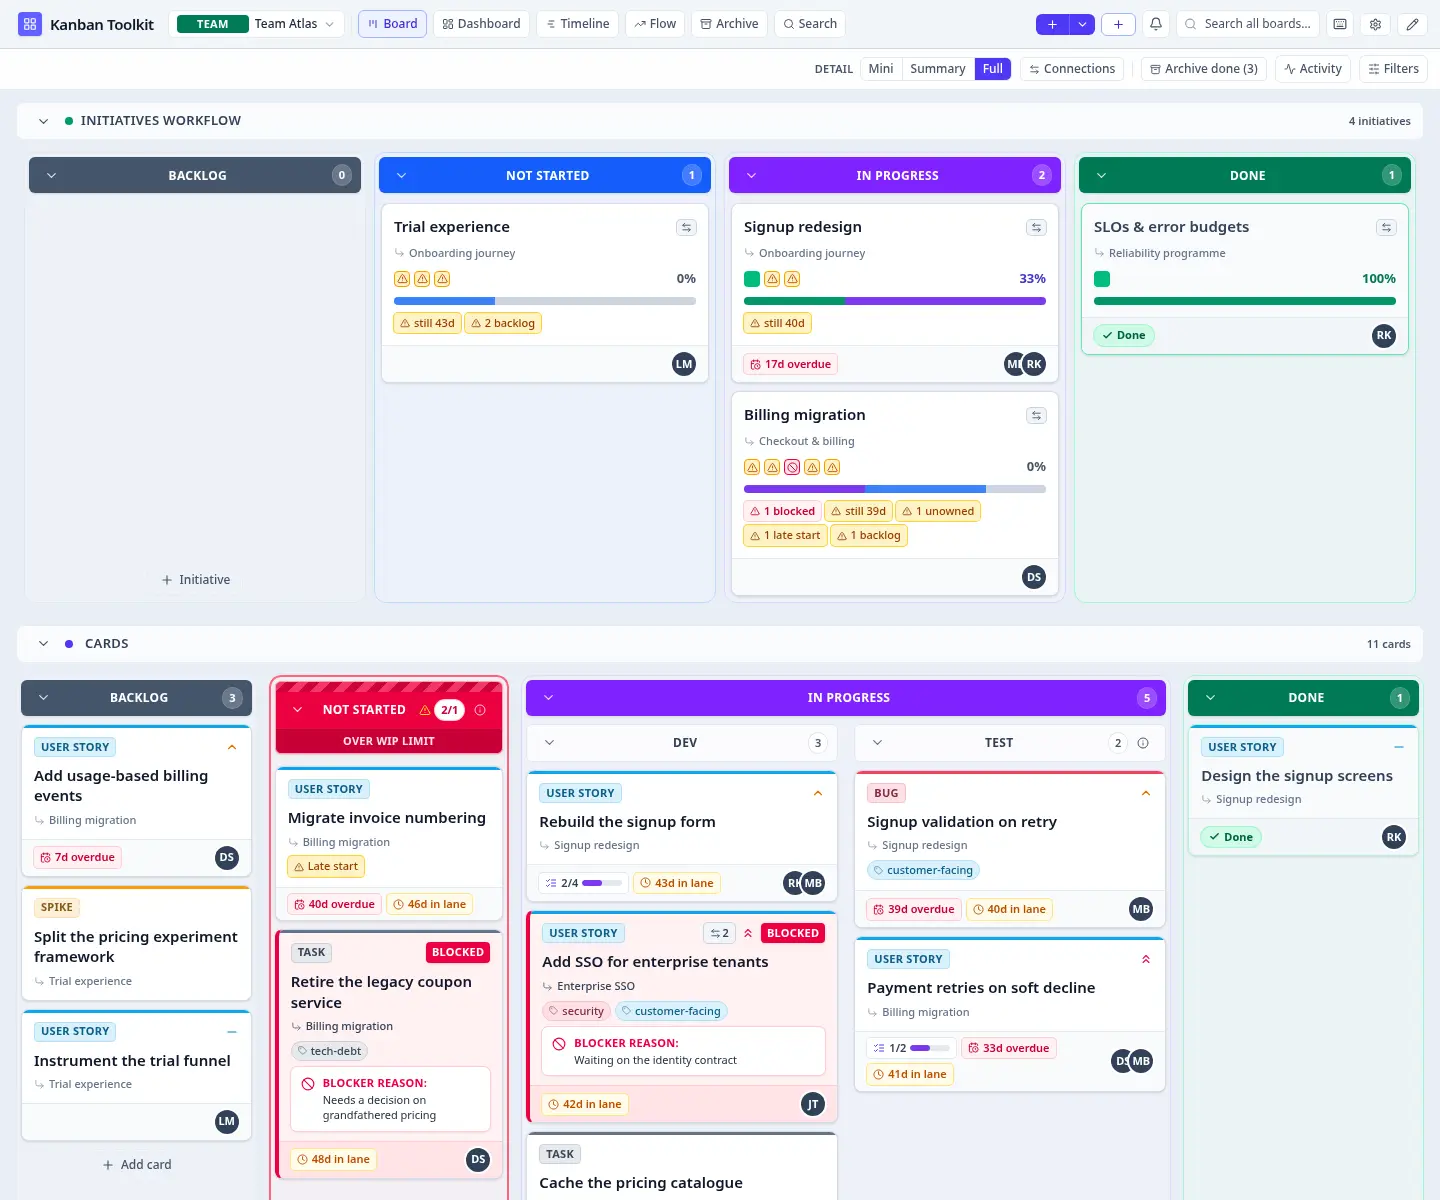 Kanban Toolkit
TEAM Team Atlas
Board
Dashboard
Timeline
Flow
Archive
Search
Search all boards...
DETAIL Mini Summary Full
Connections
Archive done (3)
Activity
Filters
INITIATIVES WORKFLOW
4 initiatives
BACKLOG 0
Initiative
NOT STARTED 1
Trial experience
Onboarding journey
0%
still 43d 2 backlog
LM
IN PROGRESS 2
Signup redesign
Onboarding journey
33%
still 40d
17d overdue
RK
Billing migration
Checkout & billing
0%
1 blocked still 39d 1 unowned
1 late start 1 backlog
DS
DONE 1
SLOs & error budgets
Reliability programme
100%
Done
RK
CARDS
11 cards
BACKLOG 3
USER STORY
Add usage-based billing
events
Billing migration
7d overdue
DS
SPIKE
Split the pricing experiment
framework
Trial experience
USER STORY
Instrument the trial funnel
Trial experience
LM
Add card
NOT STARTED 2/1
OVER WIP LIMIT
USER STORY
Migrate invoice numbering
Billing migration
Late start
40d overdue 46d in lane
TASK BLOCKED
Retire the legacy coupon
service
Billing migration
tech-debt
BLOCKER REASON:
Needs a decision on
grandfathered pricing
48d in lane
DS
IN PROGRESS 5
DEV 3
USER STORY
Rebuild the signup form
Signup redesign
2/4 43d in lane
MB
USER STORY 2 BLOCKED
Add SSO for enterprise tenants
Enterprise SSO
security customer-facing
BLOCKER REASON:
Waiting on the identity contract
42d in lane
JT
TASK
Cache the pricing catalogue
TEST 2
BUG
Signup validation on retry
Signup redesign
customer-facing
39d overdue 40d in lane
MB
USER STORY
Payment retries on soft decline
Billing migration
1/2 33d overdue
41d in lane
MB
DONE 1
USER STORY
Design the signup screens
Signup redesign
Done
RK